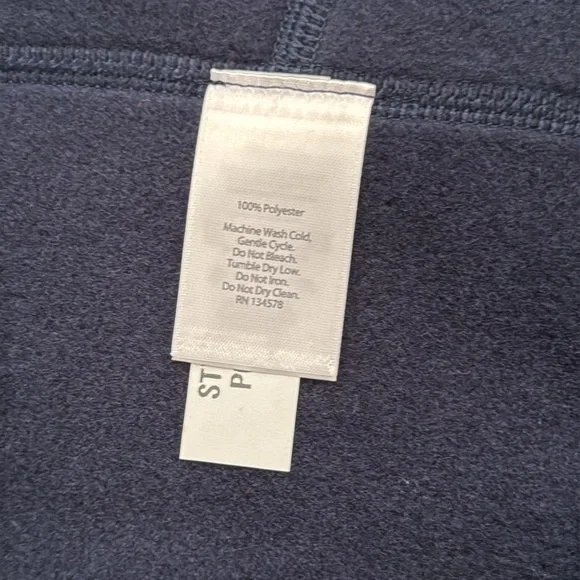 100% Polyester
Machine Wash Cold,
Gentle Cycle.
Do Not Bleach.
Tumble Dry Low.
Do Not Iron.
Do Not Dry Clean.
RN 134578
ST